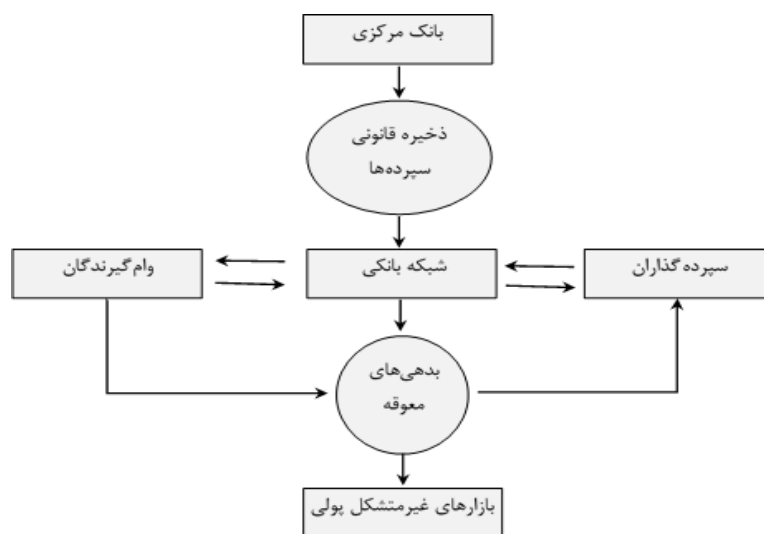 بانک مرکزی
ذخیره قانونی
سپرده‌ها
سپرده‌گذاران
شبکه بانکی
وام‌گیرندگان
بدهی‌های
معوقه
بازارهای غیرمتشکل پولی